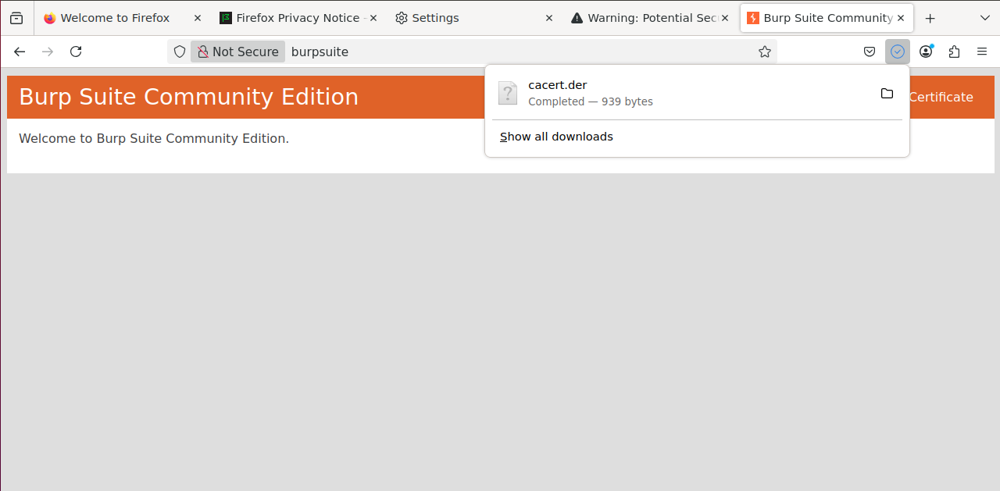 Welcome to Firefox
Firefox Privacy Notice
Settings
Warning: Potential Sec
Burp Suite Community
Not Secure
burpsuite
Burp Suite Community Edition
Certificate
Welcome to Burp Suite Community Edition.
cacert.der
Completed — 939 bytes
Show all downloads